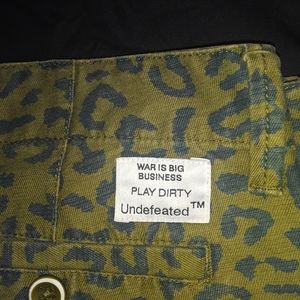 WAR IS BIG
BUSINESS
PLAY DIRTY
Undefeated™